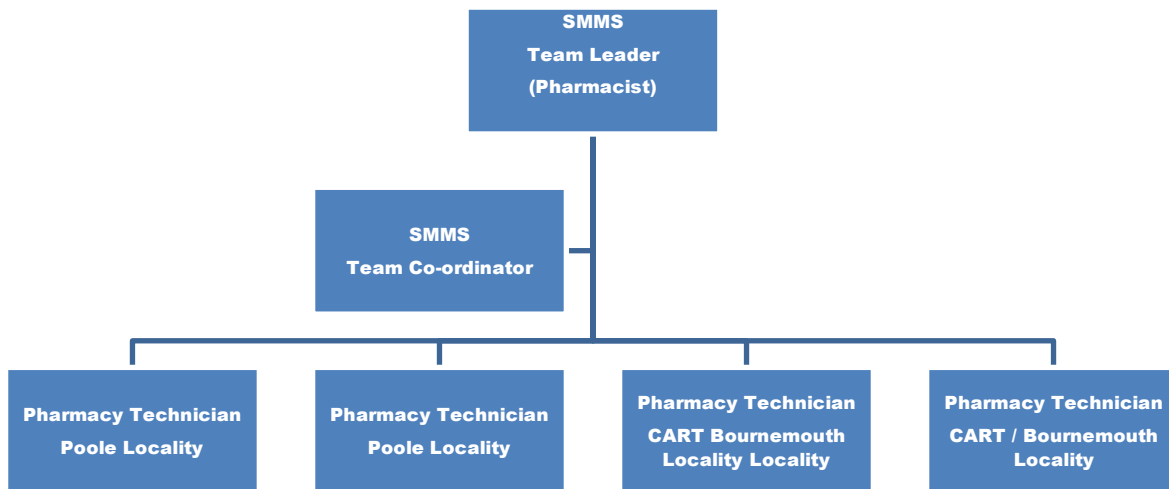 SMMS
Team Leader
(Pharmacist)
SMMS
Team Co-ordinator
Pharmacy Technician
Poole Locality
Pharmacy Technician
Poole Locality
Pharmacy Technician
CART Bournemouth
Locality Locality
Pharmacy Technician
CART / Bournemouth
Locality